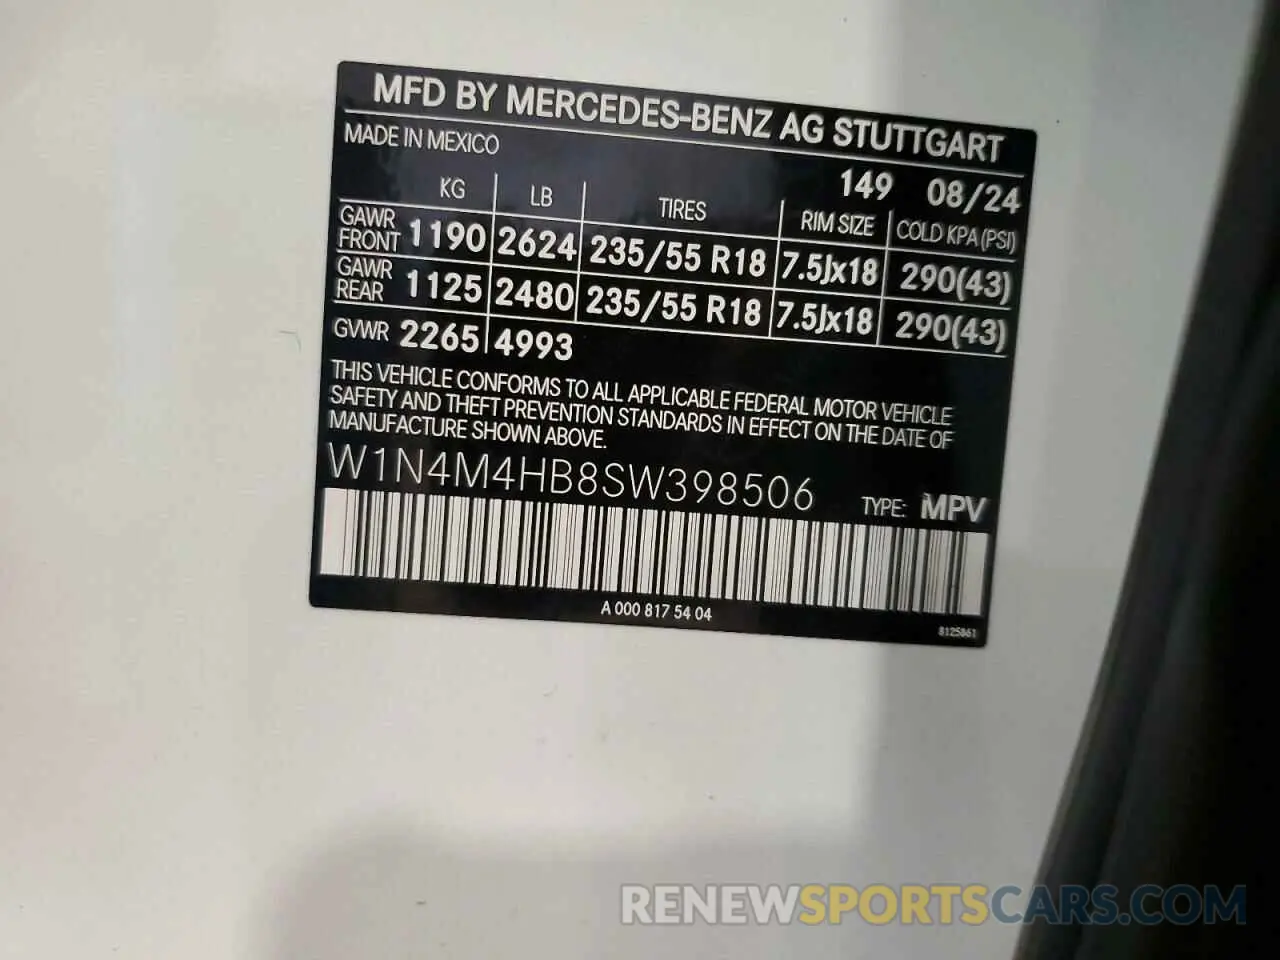 MFD BY MERCEDES-BENZ AG STUTTGART
MADE IN MEXICO
149 08/24
KG LB TIRES RIM SIZE COLD KPA (PSI)
GAWR FRONT 1190 2624 235/55 R18 7.5Jx18 290(43)
GAWR REAR 1125 2480 235/55 R18 7.5Jx18 290(43)
GVWR 2265 4993
THIS VEHICLE CONFORMS TO ALL APPLICABLE FEDERAL MOTOR VEHICLE
SAFETY AND THEFT PREVENTION STANDARDS IN EFFECT ON THE DATE OF
MANUFACTURE SHOWN ABOVE.
W1N4M4HB8SW398506 TYPE: MPV
A 000 817 54 04
8125861
RENEWSPORTSCARS.COM